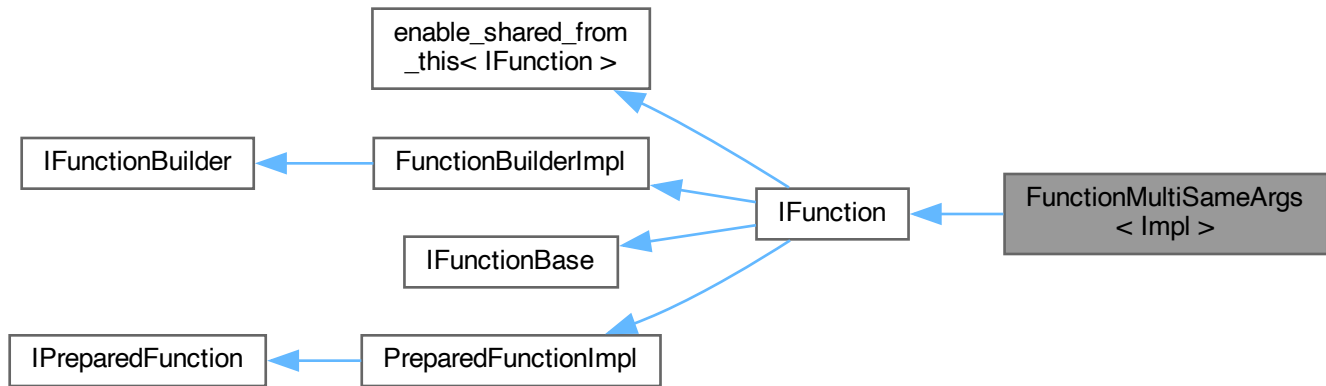 enable_shared_from
_this< IFunction >
IFunctionBuilder
FunctionBuilderImpl
IFunction
FunctionMultiSameArgs
< Impl >
IFunctionBase
IPreparedFunction
PreparedFunctionImpl